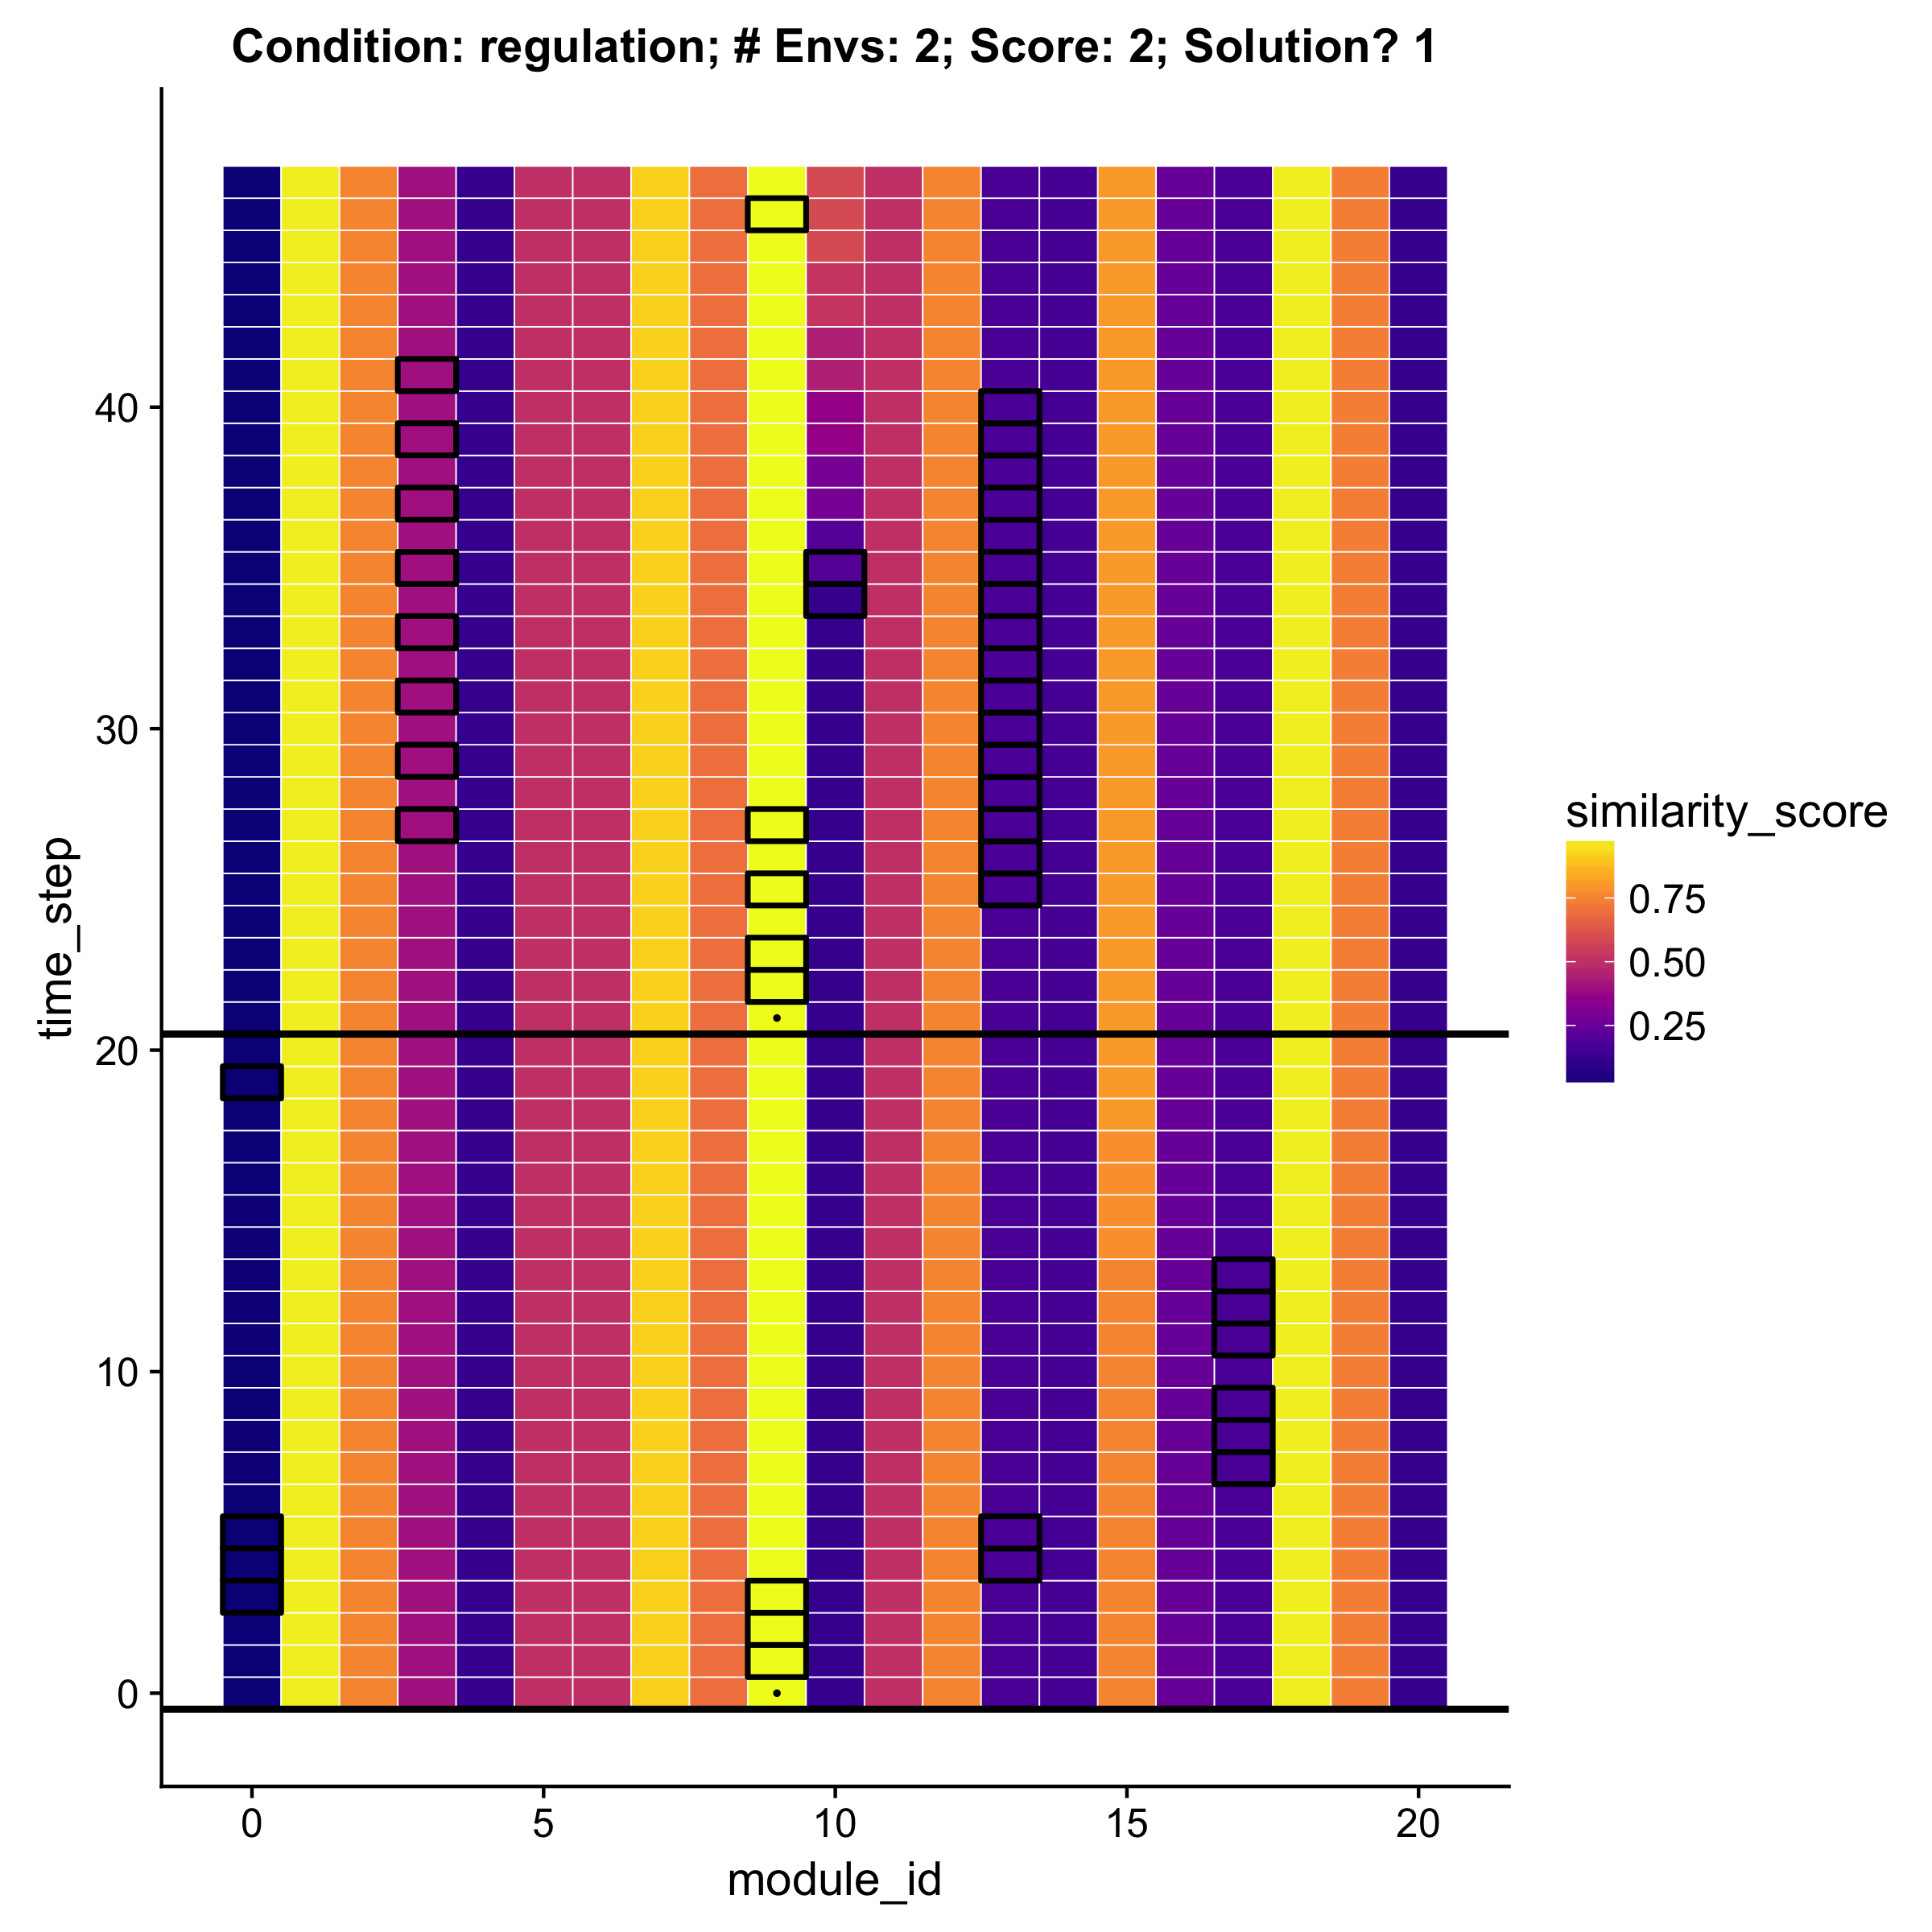 Condition: regulation; # Envs: 2; Score: 2; Solution? 1
time_step
40
30
20
10
0
0 5 10 15 20
module_id
similarity_score
0.75
0.50
0.25